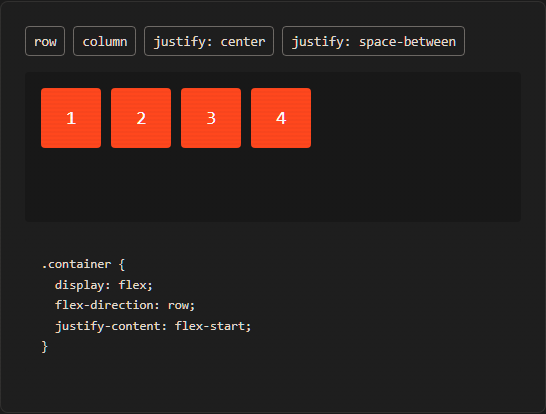 row column justify: center justify: space-between
1 2 3 4
.container {
  display: flex;
  flex-direction: row;
  justify-content: flex-start;
}